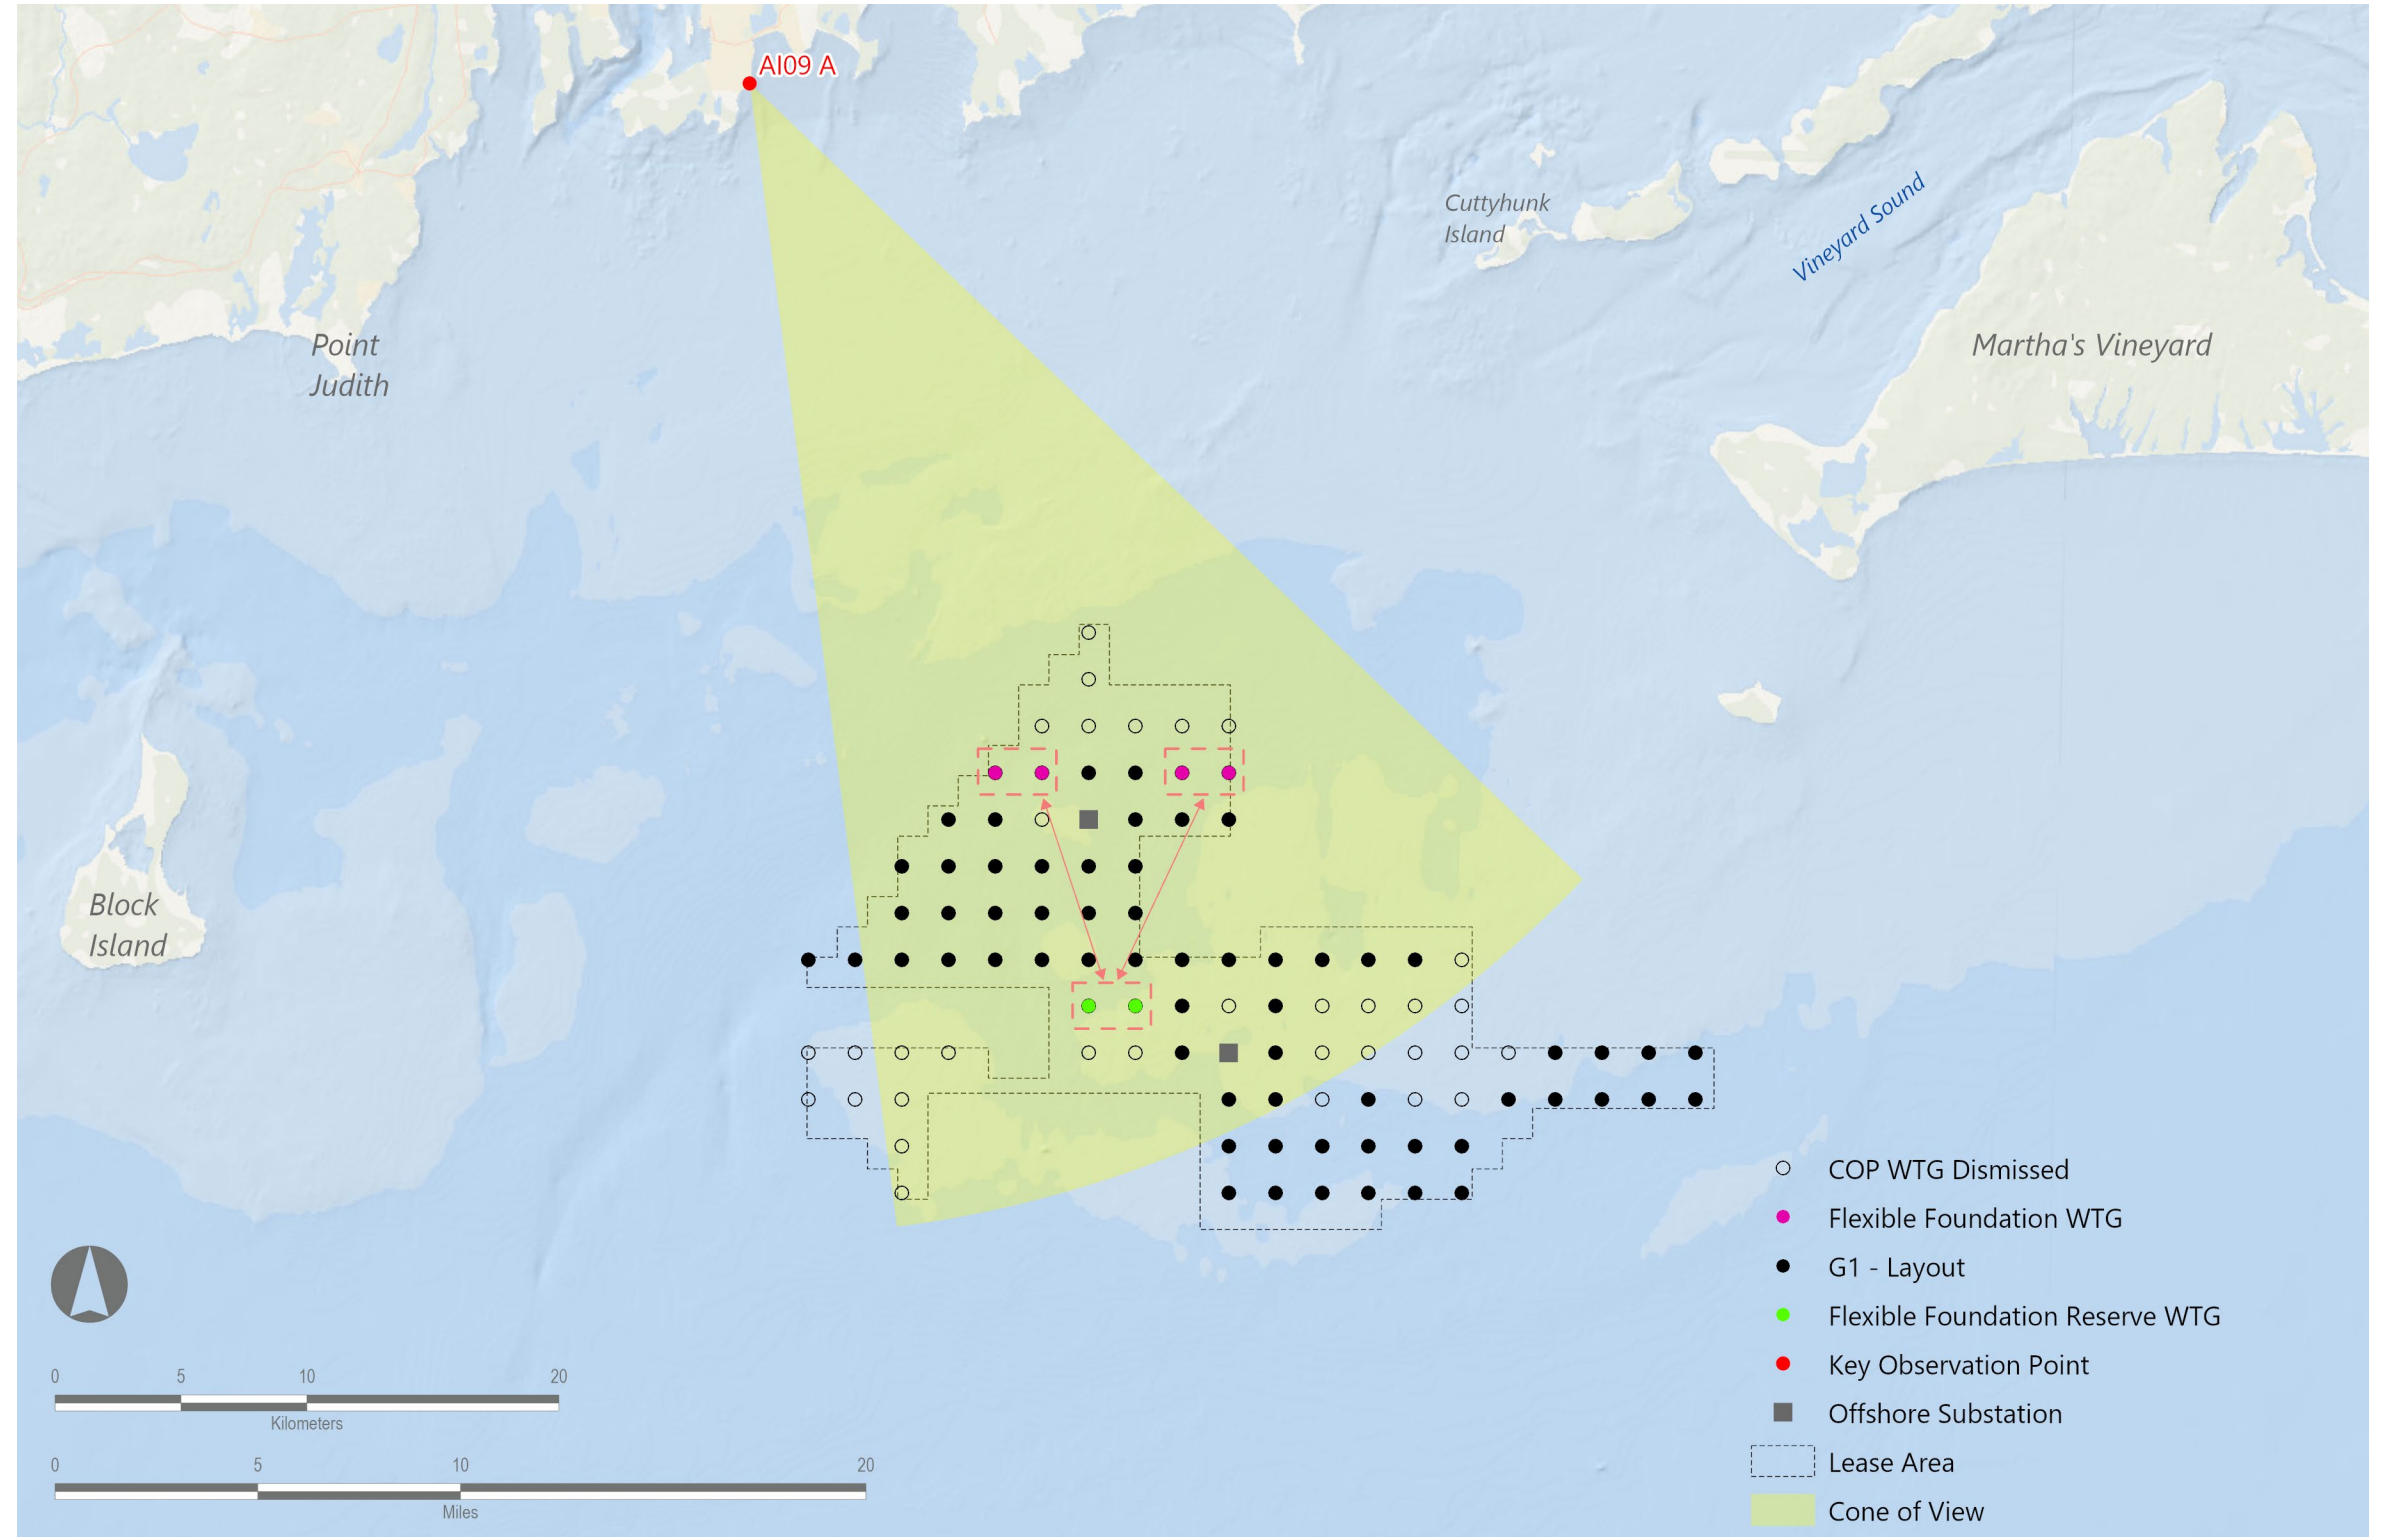 AI09 A
Cuttyhunk
Island
Vineyard Sound
Point
Judith
Martha's Vineyard
Block
Island
COP WTG Dismissed
Flexible Foundation WTG
G1 - Layout
Flexible Foundation Reserve WTG
Key Observation Point
Offshore Substation
Lease Area
Cone of View
0 5 10 20
Kilometers
0 5 10 20
Miles